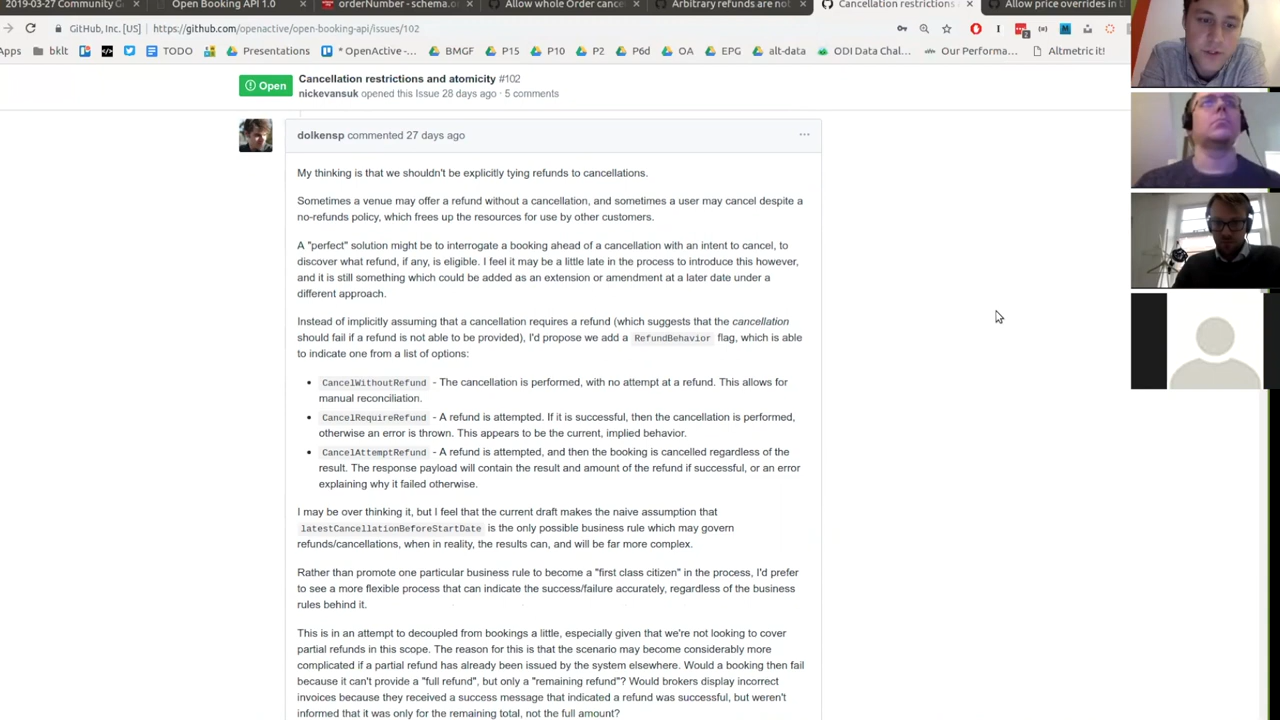 2019-03-27 Community G
Open Booking API 1.0
orderNumber - schema.o
Allow whole Order cance
Arbitrary refunds are not
Cancellation restrictions
Allow price overrides in t
GitHub, Inc. [US] https://github.com/openactive/open-booking-api/issues/102
Apps bklt TODO Presentations * OpenActive -... BMGF P15 P10 P2 P6d OA EPG alt-data ODI Data Chal... Our Performa... Altmetric it!
Open
Cancellation restrictions and atomicity #102
nickevansuk opened this Issue 28 days ago · 5 comments
dolkensp commented 27 days ago
My thinking is that we shouldn't be explicitly tying refunds to cancellations.
Sometimes a venue may offer a refund without a cancellation, and sometimes a user may cancel despite a
no-refunds policy, which frees up the resources for use by other customers.
A "perfect" solution might be to interrogate a booking ahead of a cancellation with an intent to cancel, to
discover what refund, if any, is eligible. I feel it may be a little late in the process to introduce this however,
and it is still something which could be added as an extension or amendment at a later date under a
different approach.
Instead of implicitly assuming that a cancellation requires a refund (which suggests that the cancellation
should fail if a refund is not able to be provided), I'd propose we add a RefundBehavior flag, which is able
to indicate one from a list of options:
• CancelWithoutRefund - The cancellation is performed, with no attempt at a refund. This allows for
manual reconciliation.
• CancelRequireRefund - A refund is attempted. If it is successful, then the cancellation is performed,
otherwise an error is thrown. This appears to be the current, implied behavior.
• CancelAttemptRefund - A refund is attempted, and then the booking is cancelled regardless of the
result. The response payload will contain the result and amount of the refund if successful, or an error
explaining why it failed otherwise.
I may be over thinking it, but I feel that the current draft makes the naive assumption that
latestCancellationBeforeStartDate is the only possible business rule which may govern
refunds/cancellations, when in reality, the results can, and will be far more complex.
Rather than promote one particular business rule to become a "first class citizen" in the process, I'd prefer
to see a more flexible process that can indicate the success/failure accurately, regardless of the business
rules behind it.
This is in an attempt to decoupled from bookings a little, especially given that we're not looking to cover
partial refunds in this scope. The reason for this is that the scenario may become considerably more
complicated if a partial refund has already been issued by the system elsewhere. Would a booking then fail
because it can't provide a "full refund", but only a "remaining refund"? Would brokers display incorrect
invoices because they received a success message that indicated a refund was successful, but weren't
informed that it was only for the remaining total, not the full amount?